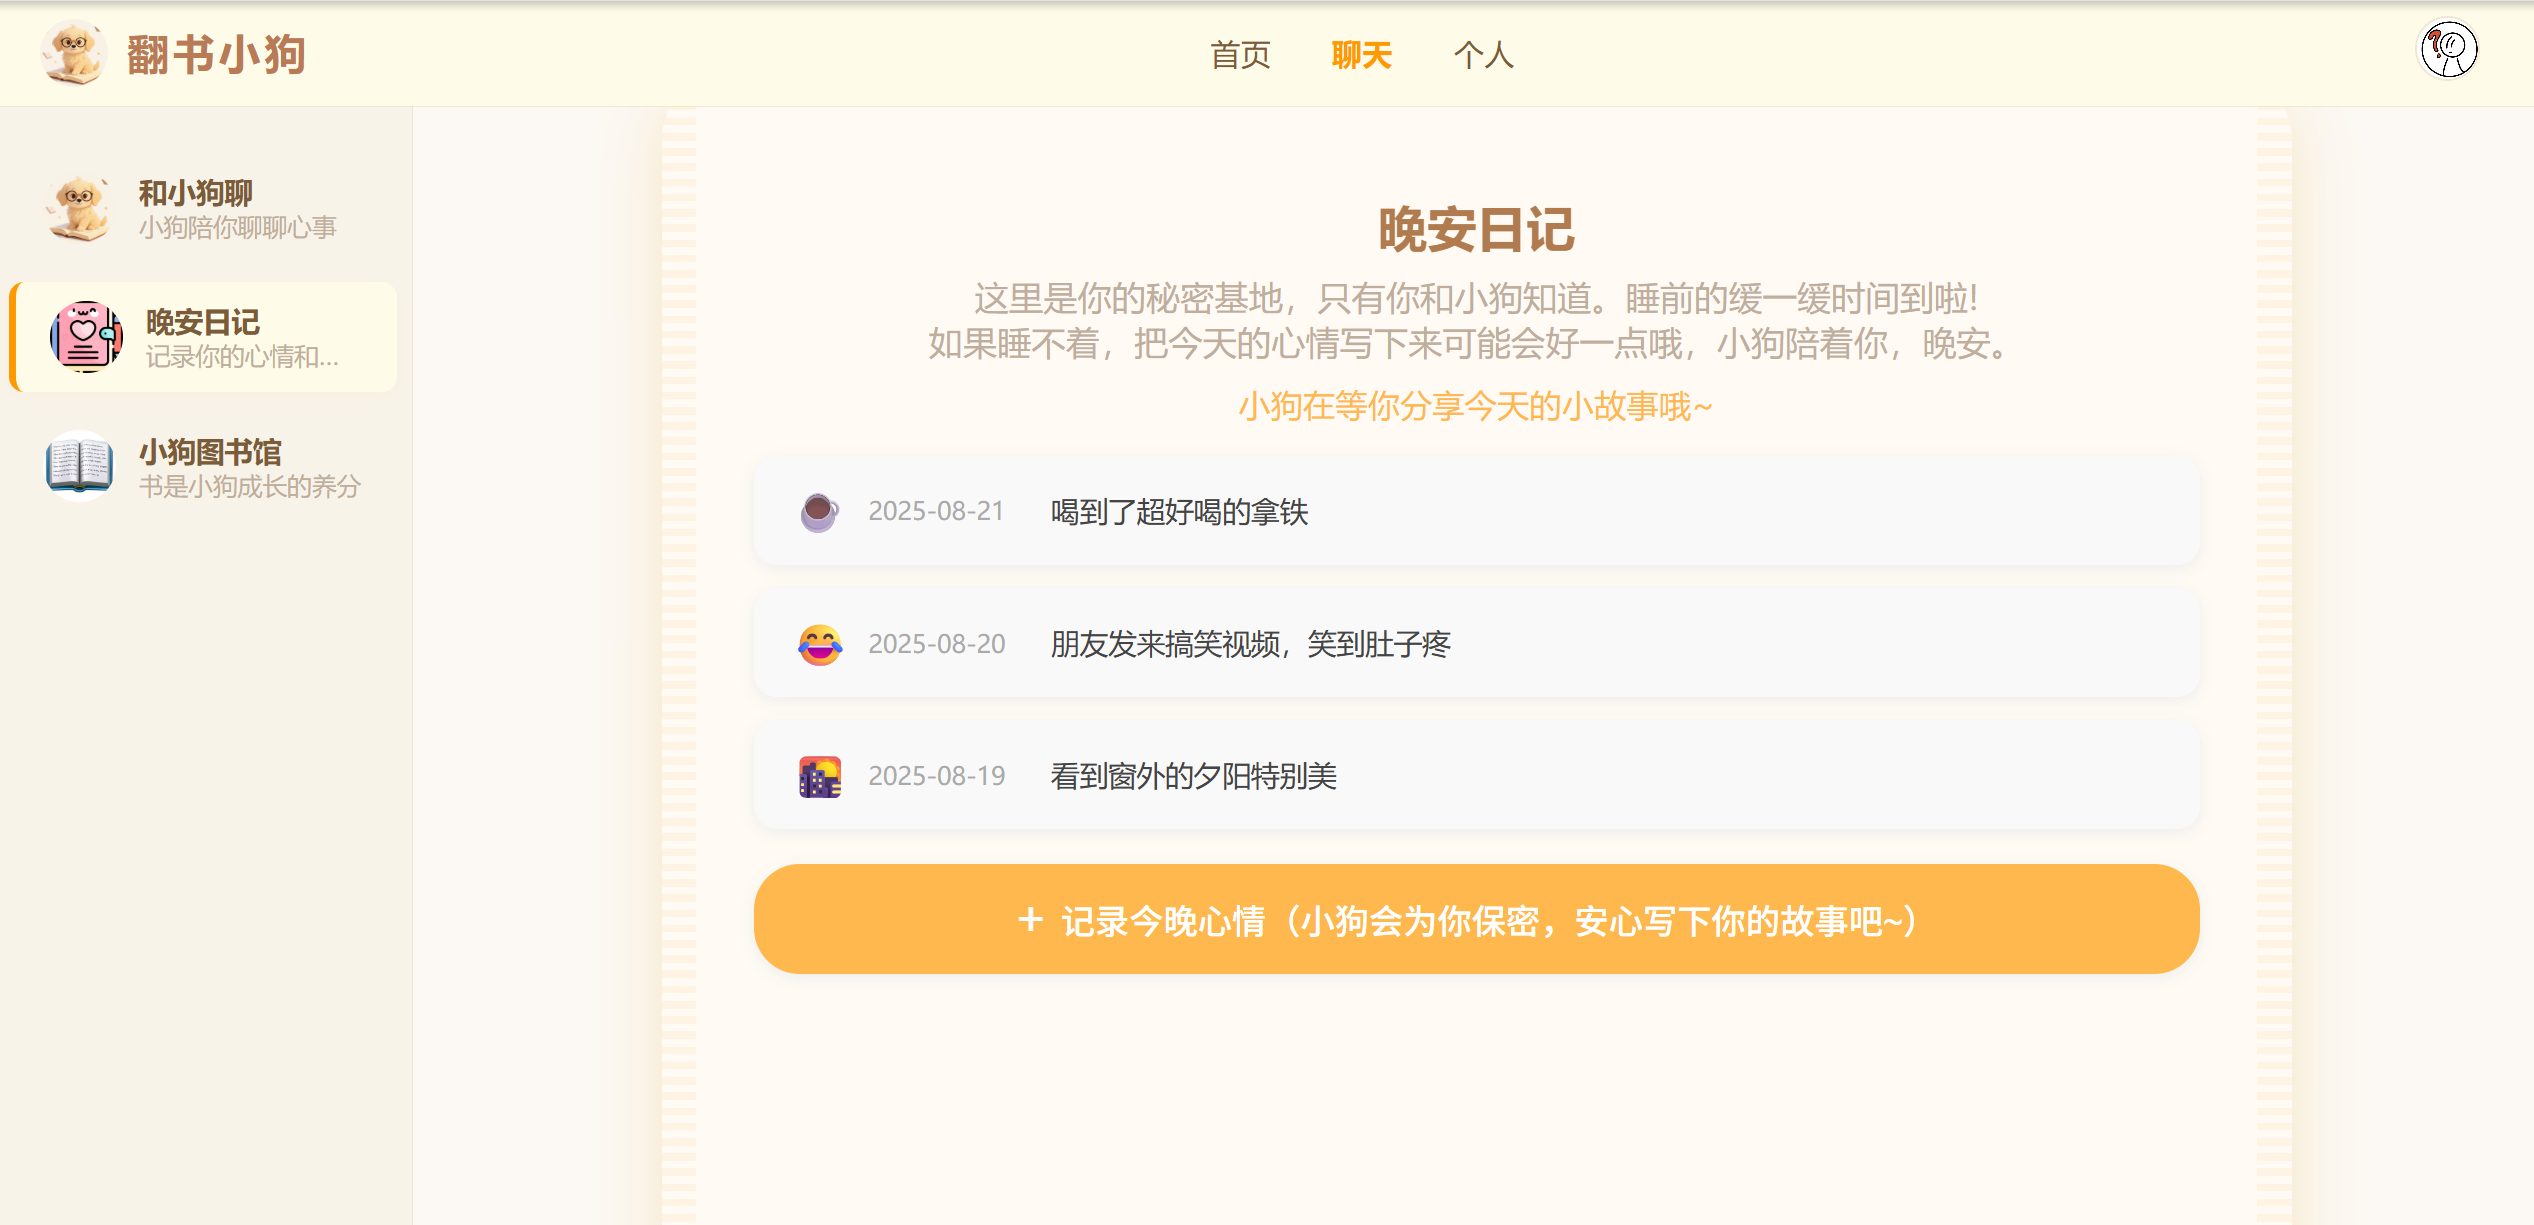 翻书小狗
首页
聊天
个人
和小狗聊
小狗陪你聊聊心事
晚安日记
记录你的心情和...
小狗图书馆
书是小狗成长的养分
晚安日记
这里是你的秘密基地，只有你和小狗知道。睡前的缓一缓时间到啦！
如果睡不着，把今天的心情写下来可能会好一点哦，小狗陪着你，晚安。
小狗在等你分享今天的小故事哦~
2025-08-21 喝到了超好喝的拿铁
2025-08-20 朋友发来搞笑视频，笑到肚子疼
2025-08-19 看到窗外的夕阳特别美
+ 记录今晚心情（小狗会为你保密，安心写下你的故事吧~）